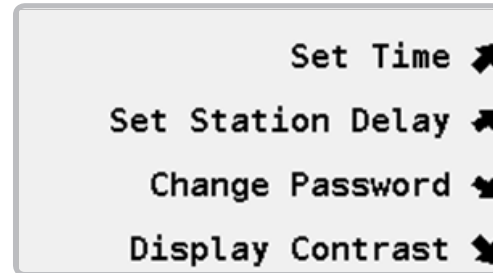 Set Time
Set Station Delay
Change Password
Display Contrast